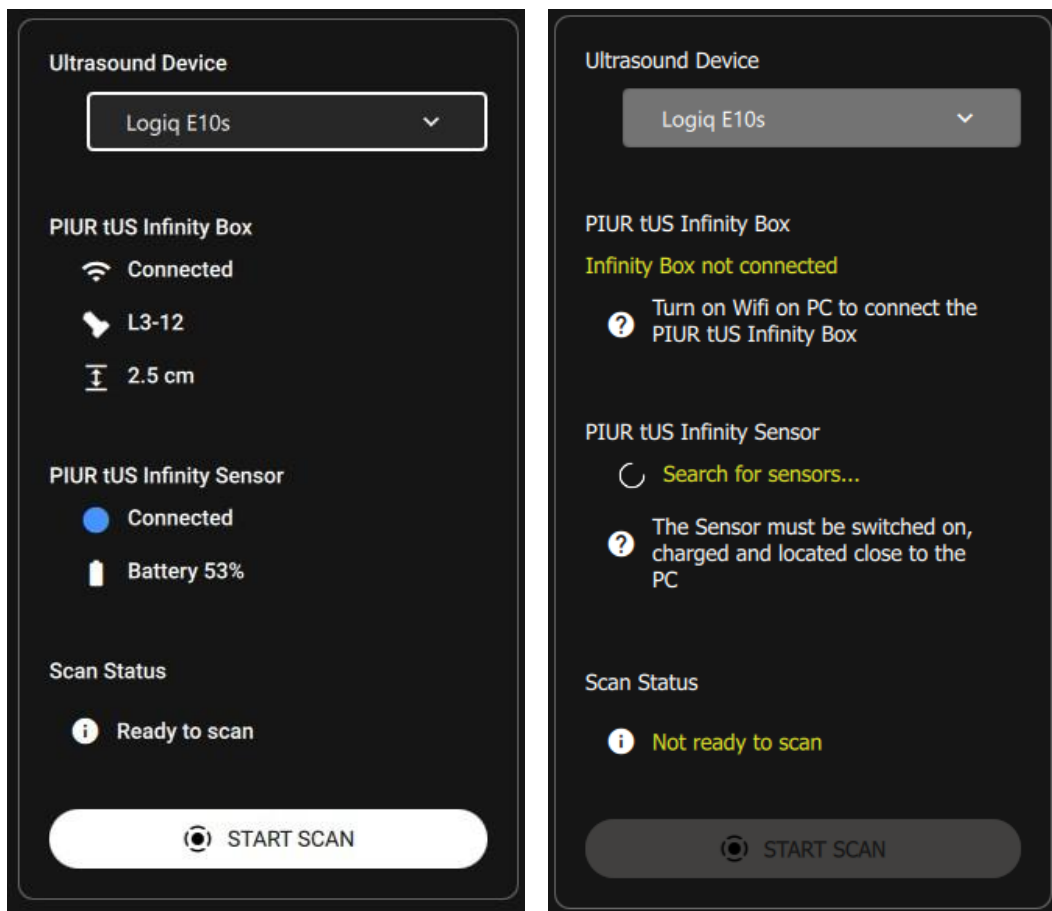 Ultrasound Device
Logiq E10s
PIUR tUS Infinity Box
Connected
L3-12
2.5 cm
PIUR tUS Infinity Sensor
Connected
Battery 53%
Scan Status
Ready to scan
START SCAN
Ultrasound Device
Logiq E10s
PIUR tUS Infinity Box
Infinity Box not connected
Turn on Wifi on PC to connect the
PIUR tUS Infinity Box
PIUR tUS Infinity Sensor
Search for sensors...
The Sensor must be switched on,
charged and located close to the
PC
Scan Status
Not ready to scan
START SCAN